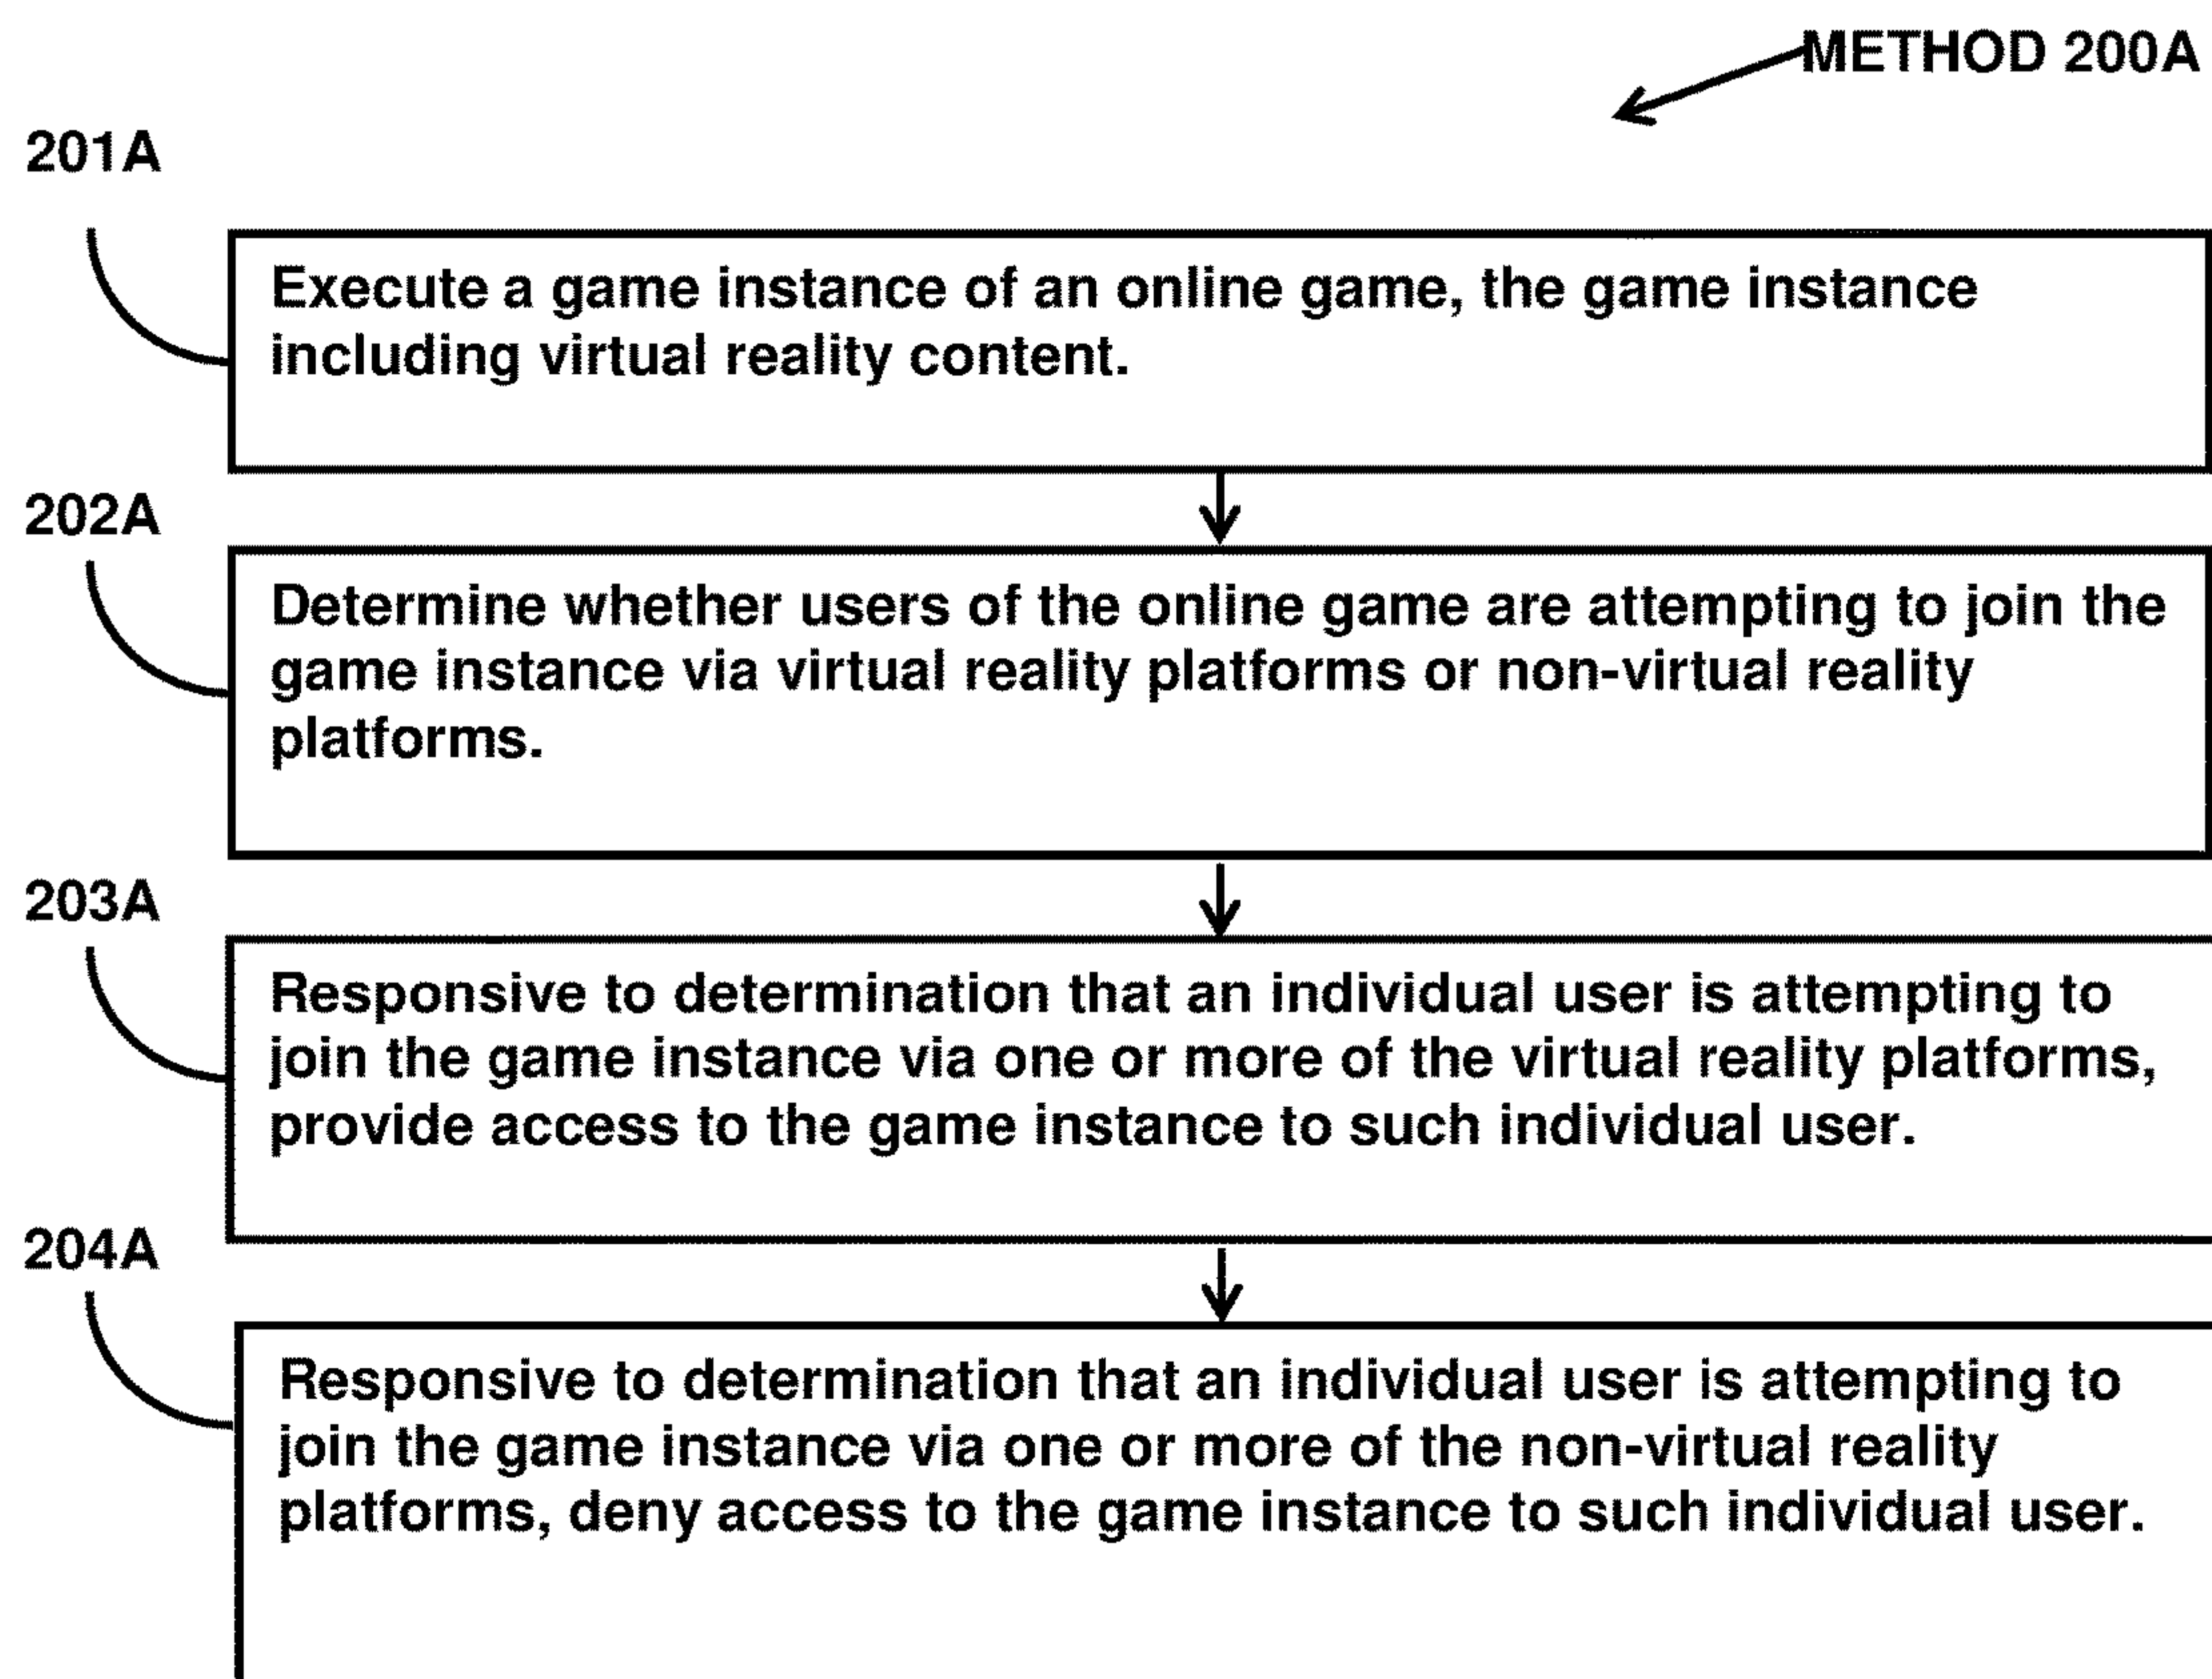 METHOD 200A
201A
Execute a game instance of an online game, the game instance
including virtual reality content.
202A
Determine whether users of the online game are attempting to join the
game instance via virtual reality platforms or non-virtual reality
platforms.
203A
Responsive to determination that an individual user is attempting to
join the game instance via one or more of the virtual reality platforms,
provide access to the game instance to such individual user.
204A
Responsive to determination that an individual user is attempting to
join the game instance via one or more of the non-virtual reality
platforms, deny access to the game instance to such individual user.